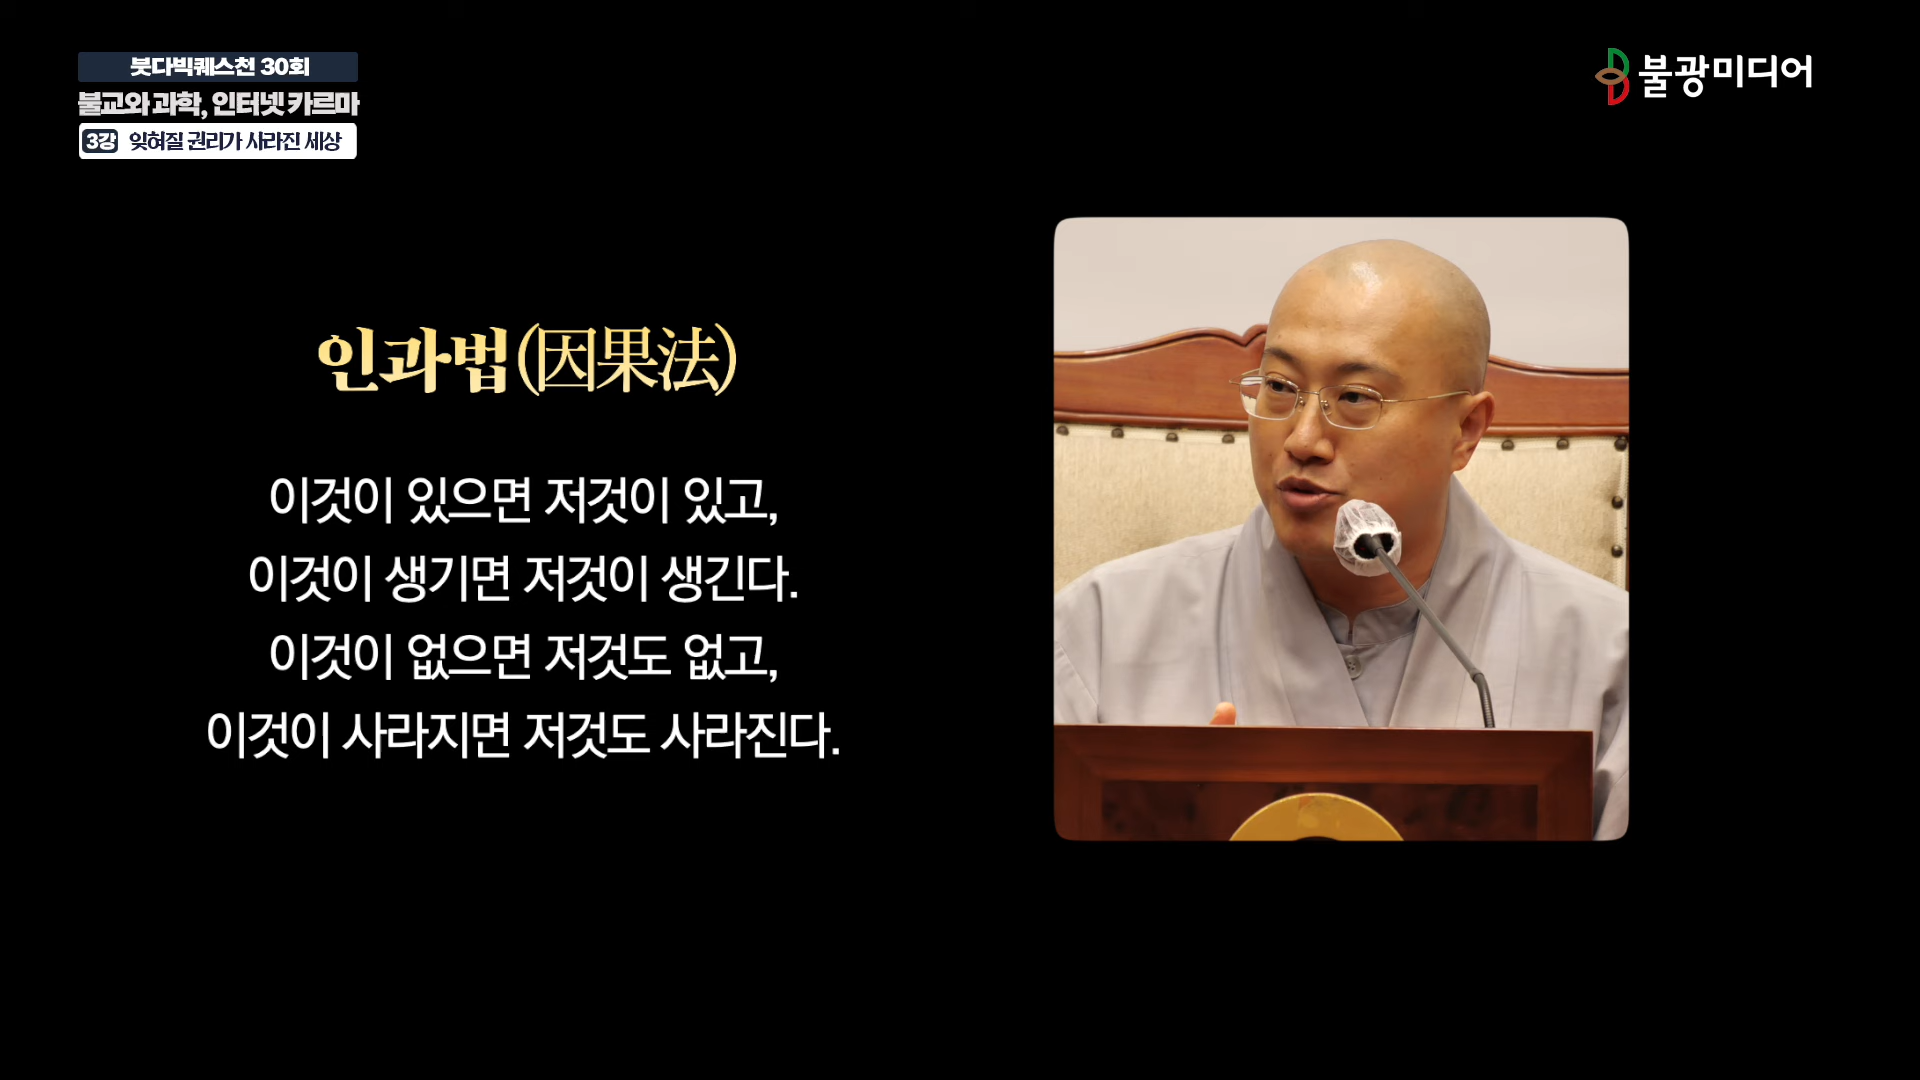 붓다빅퀘스천 30회
불교와 과학, 인터넷 카르마
3강 잊혀질 권리가 사라진 세상
불광미디어
인과법(因果法)
이것이 있으면 저것이 있고,
이것이 생기면 저것이 생긴다.
이것이 없으면 저것도 없고,
이것이 사라지면 저것도 사라진다.